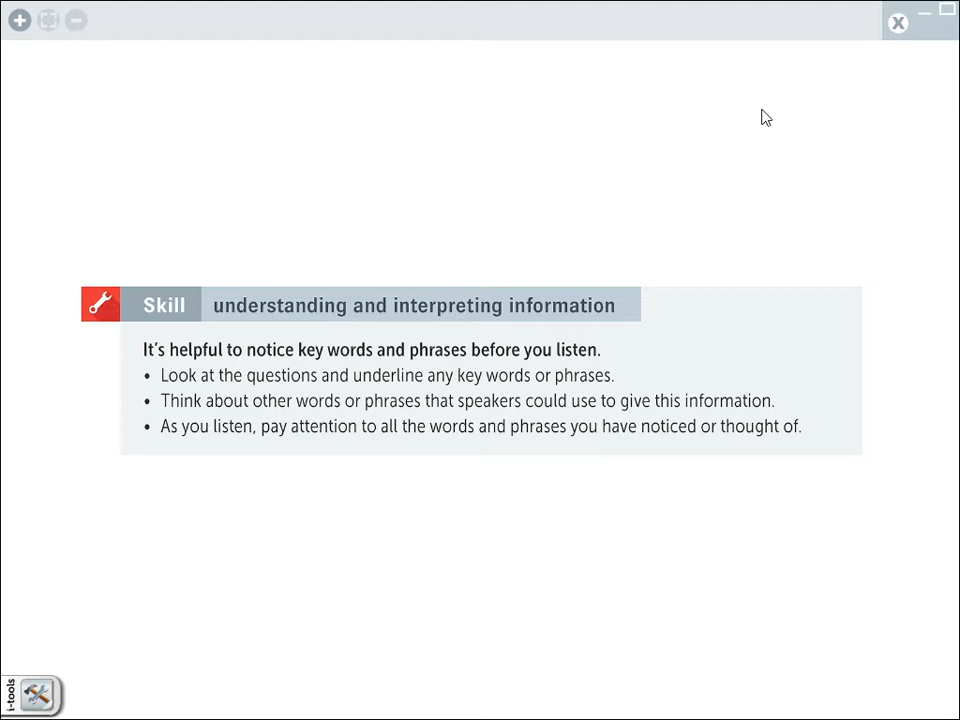 X
Skill understanding and interpreting information
It's helpful to notice key words and phrases before you listen.
• Look at the questions and underline any key words or phrases.
• Think about other words or phrases that speakers could use to give this information.
• As you listen, pay attention to all the words and phrases you have noticed or thought of.
i-tools